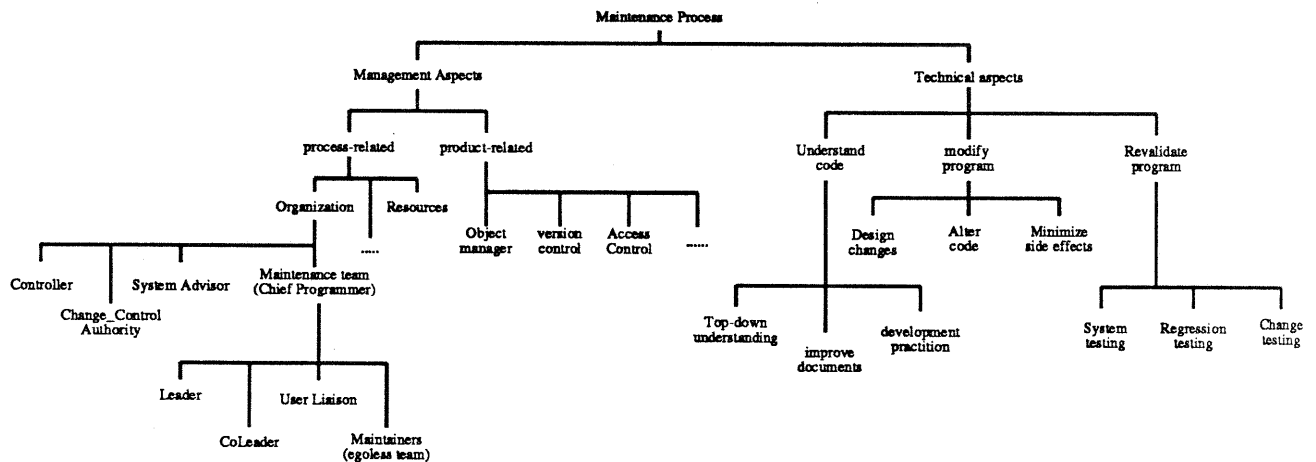 Maintenance Process
Management Aspects
Technical aspects
process-related
product-related
Understand
code
modify
program
Revalidate
program
Organization
.....
Resources
Object
manager
version
control
Access
Control
.....
Design
changes
Alter
code
Minimize
side effects
Controller
Change_Control
Authority
System Advisor
Maintenance team
(Chief Programmer)
Top-down
understanding
improve
documents
development
practition
System
testing
Regression
testing
Change
testing
Leader
CoLeader
User Liaison
Maintainers
(egoless team)